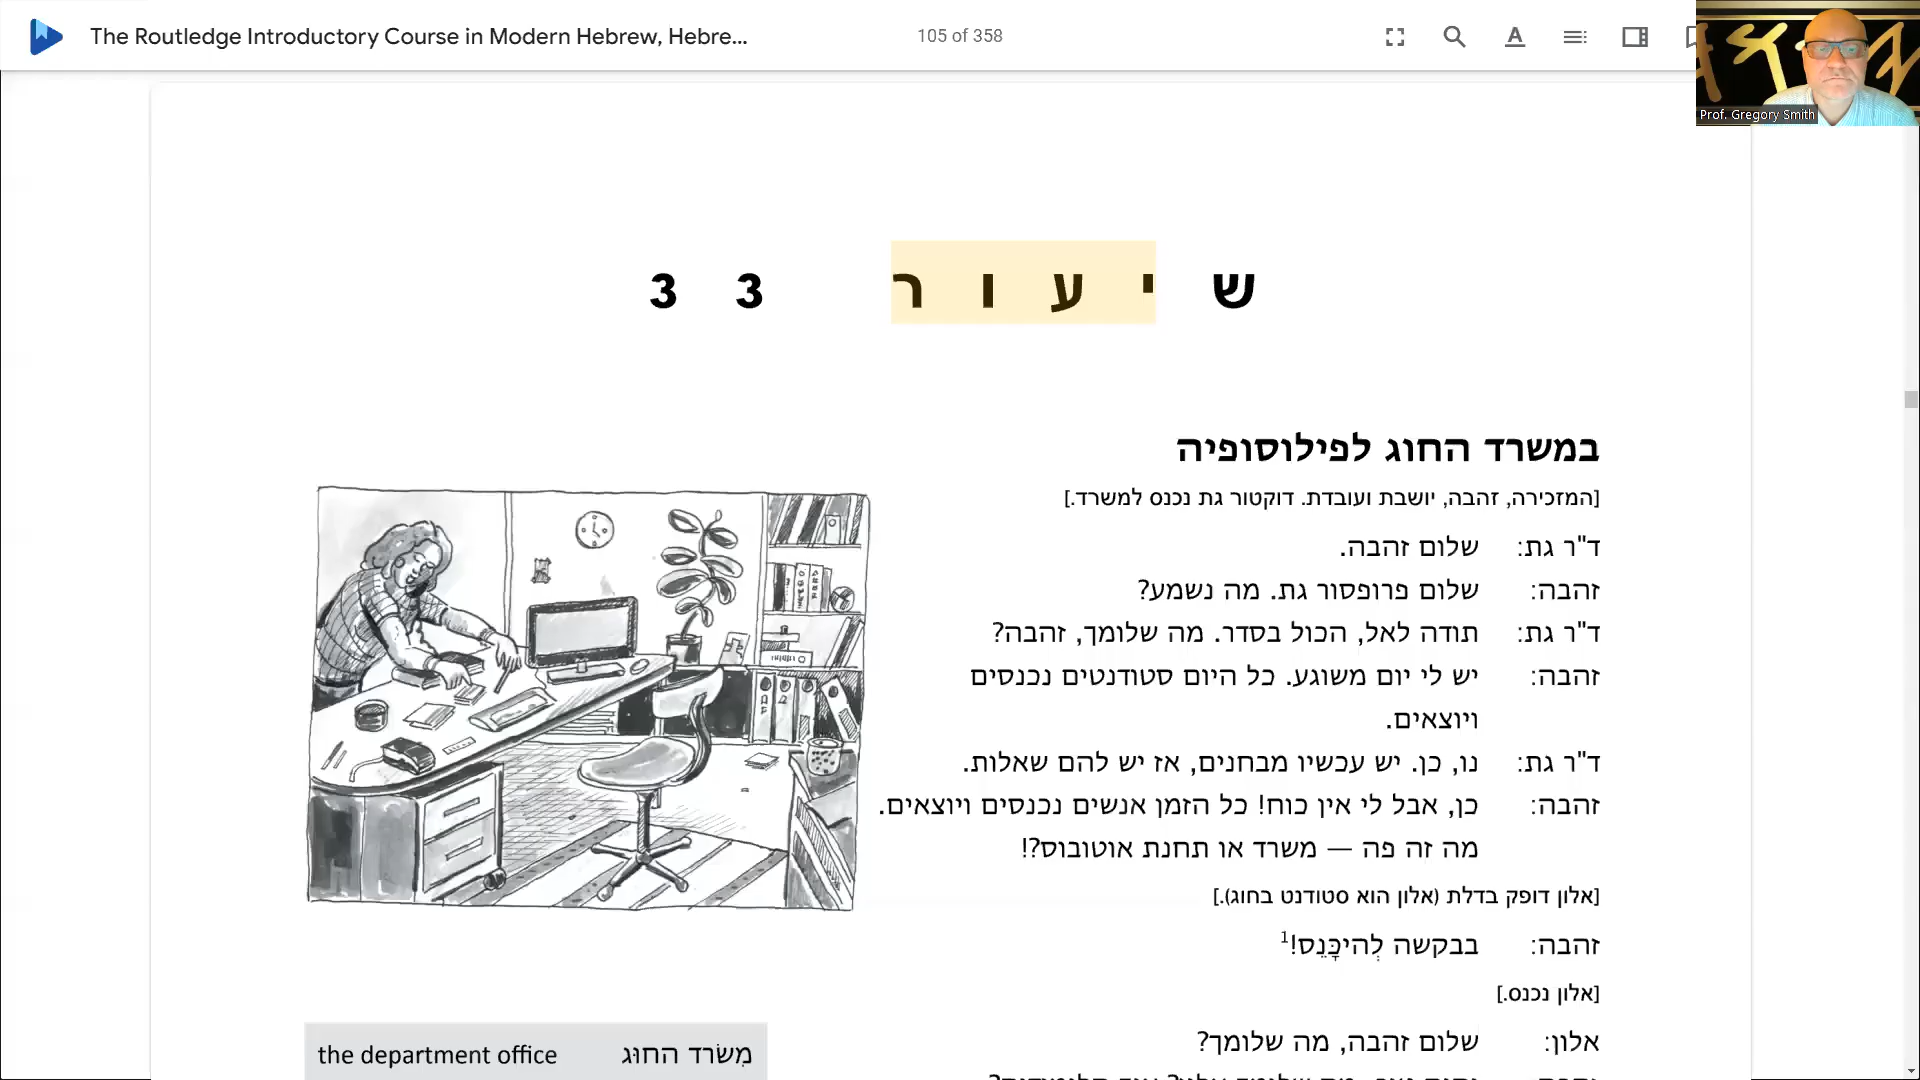 The Routledge Introductory Course in Modern Hebrew, Hebre...
105 of 358
Prof. Gregory Smith
שיעור 33
במשרד החוג לפילוסופיה
[המזכירה, זהבה, יושבת ועובדת. דוקטור גת נכנס למשרד.]
ד"ר גת: שלום זהבה.
זהבה: שלום פרופסור גת. מה נשמע?
ד"ר גת: תודה לאל, הכול בסדר. מה שלומך, זהבה?
זהבה: יש לי יום משוגע. כל היום סטודנטים נכנסים
ויוצאים.
ד"ר גת: נו, כן. יש עכשיו מבחנים, אז יש להם שאלות.
זהבה: כן, אבל לי אין כוח! כל הזמן אנשים נכנסים ויוצאים.
מה זה פה — משרד או תחנת אוטובוס?!
[אלון דופק בדלת (אלון הוא סטודנט בחוג).]
זהבה: בבקשה לְהיכָּנֵס!1
[אלון נכנס.]
אלון: שלום זהבה, מה שלומך?
the department office מִשׂרד החוּג